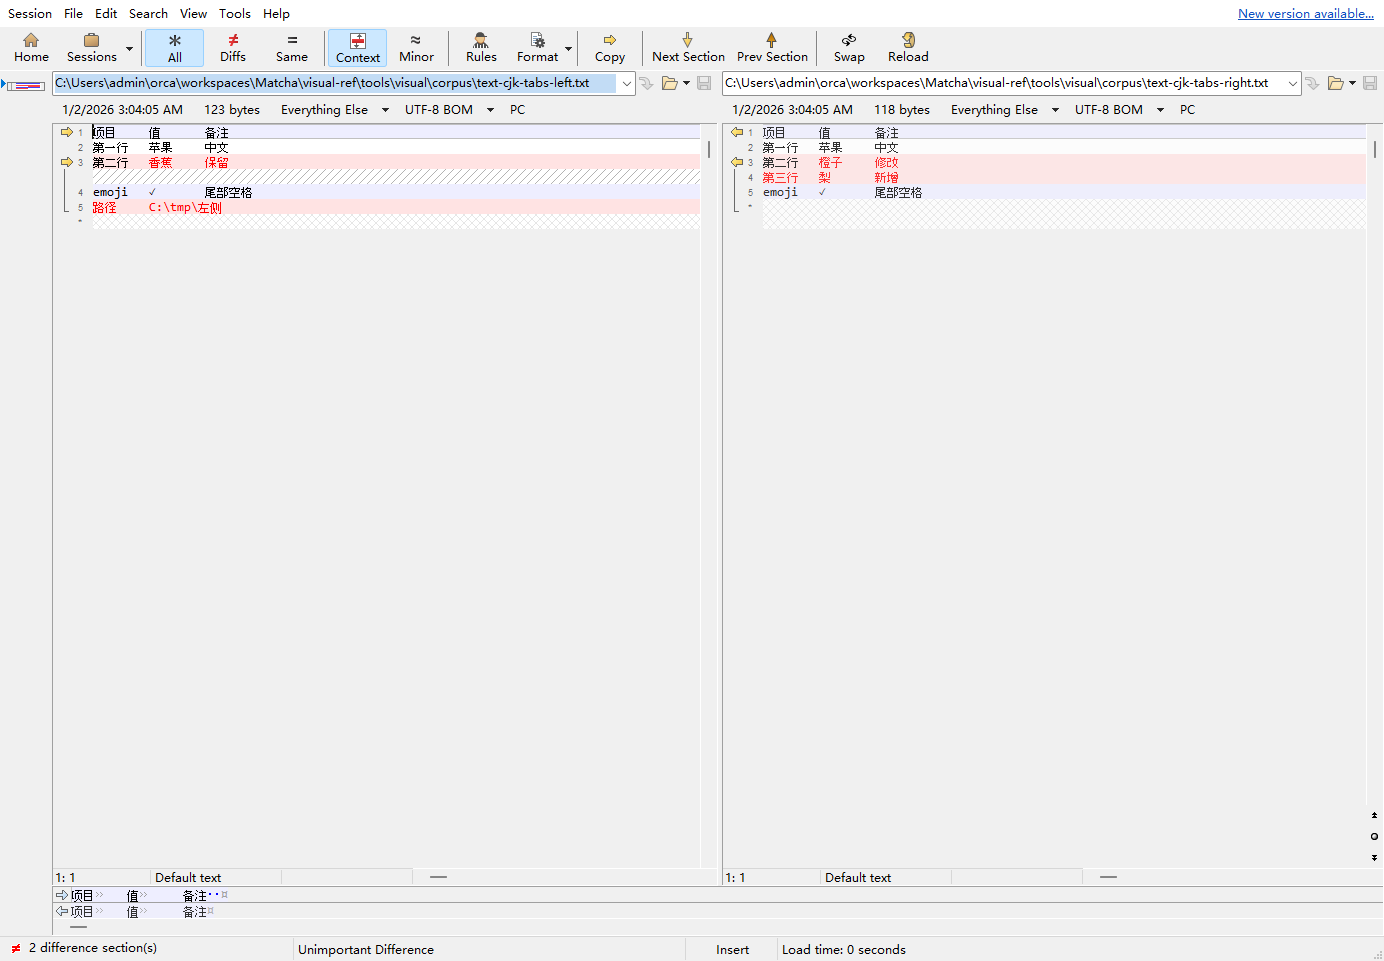 Session File Edit Search View Tools Help New version available...
Home Sessions All Diffs Same Context Minor Rules Format Copy Next Section Prev Section Swap Reload
C:\Users\admin\orca\workspaces\Matcha\visual-ref\tools\visual\corpus\text-cjk-tabs-left.txt C:\Users\admin\orca\workspaces\Matcha\visual-ref\tools\visual\corpus\text-cjk-tabs-right.txt
1/2/2026 3:04:05 AM 123 bytes Everything Else UTF-8 BOM PC 1/2/2026 3:04:05 AM 118 bytes Everything Else UTF-8 BOM PC
1 项目 值 备注 1 项目 值 备注
2 第一行 苹果 中文 2 第一行 苹果 中文
3 第二行 香蕉 保留 3 第二行 橙子 修改
4 第三行 梨 新增
4 emoji ✓ 尾部空格 5 emoji ✓ 尾部空格
5 路径 C:\tmp\左侧
1: 1 Default text 1: 1 Default text
项目» 值» 备注··¤
项目» 值» 备注¤
2 difference section(s) Unimportant Difference Insert Load time: 0 seconds